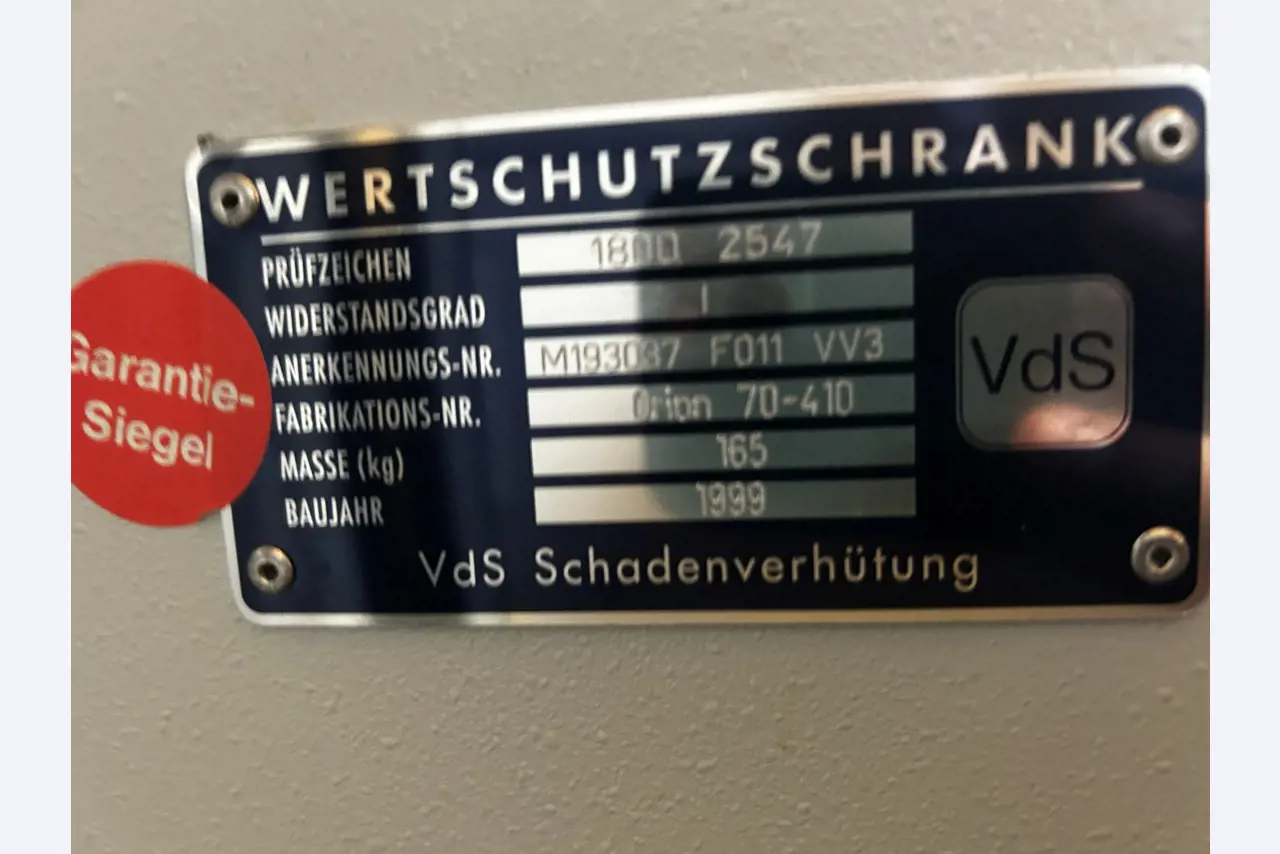 WERTSCHUTZSCHRANK
PRÜFZEICHEN 1800 2547
WIDERSTANDSGRAD I
ANERKENNUNGS-NR. M193037 F011 VV3
FABRIKATIONS-NR. Orion 70-410
MASSE (kg) 165
BAUJAHR 1999
VdS Schadenverhütung
VdS
Garantie-
Siegel